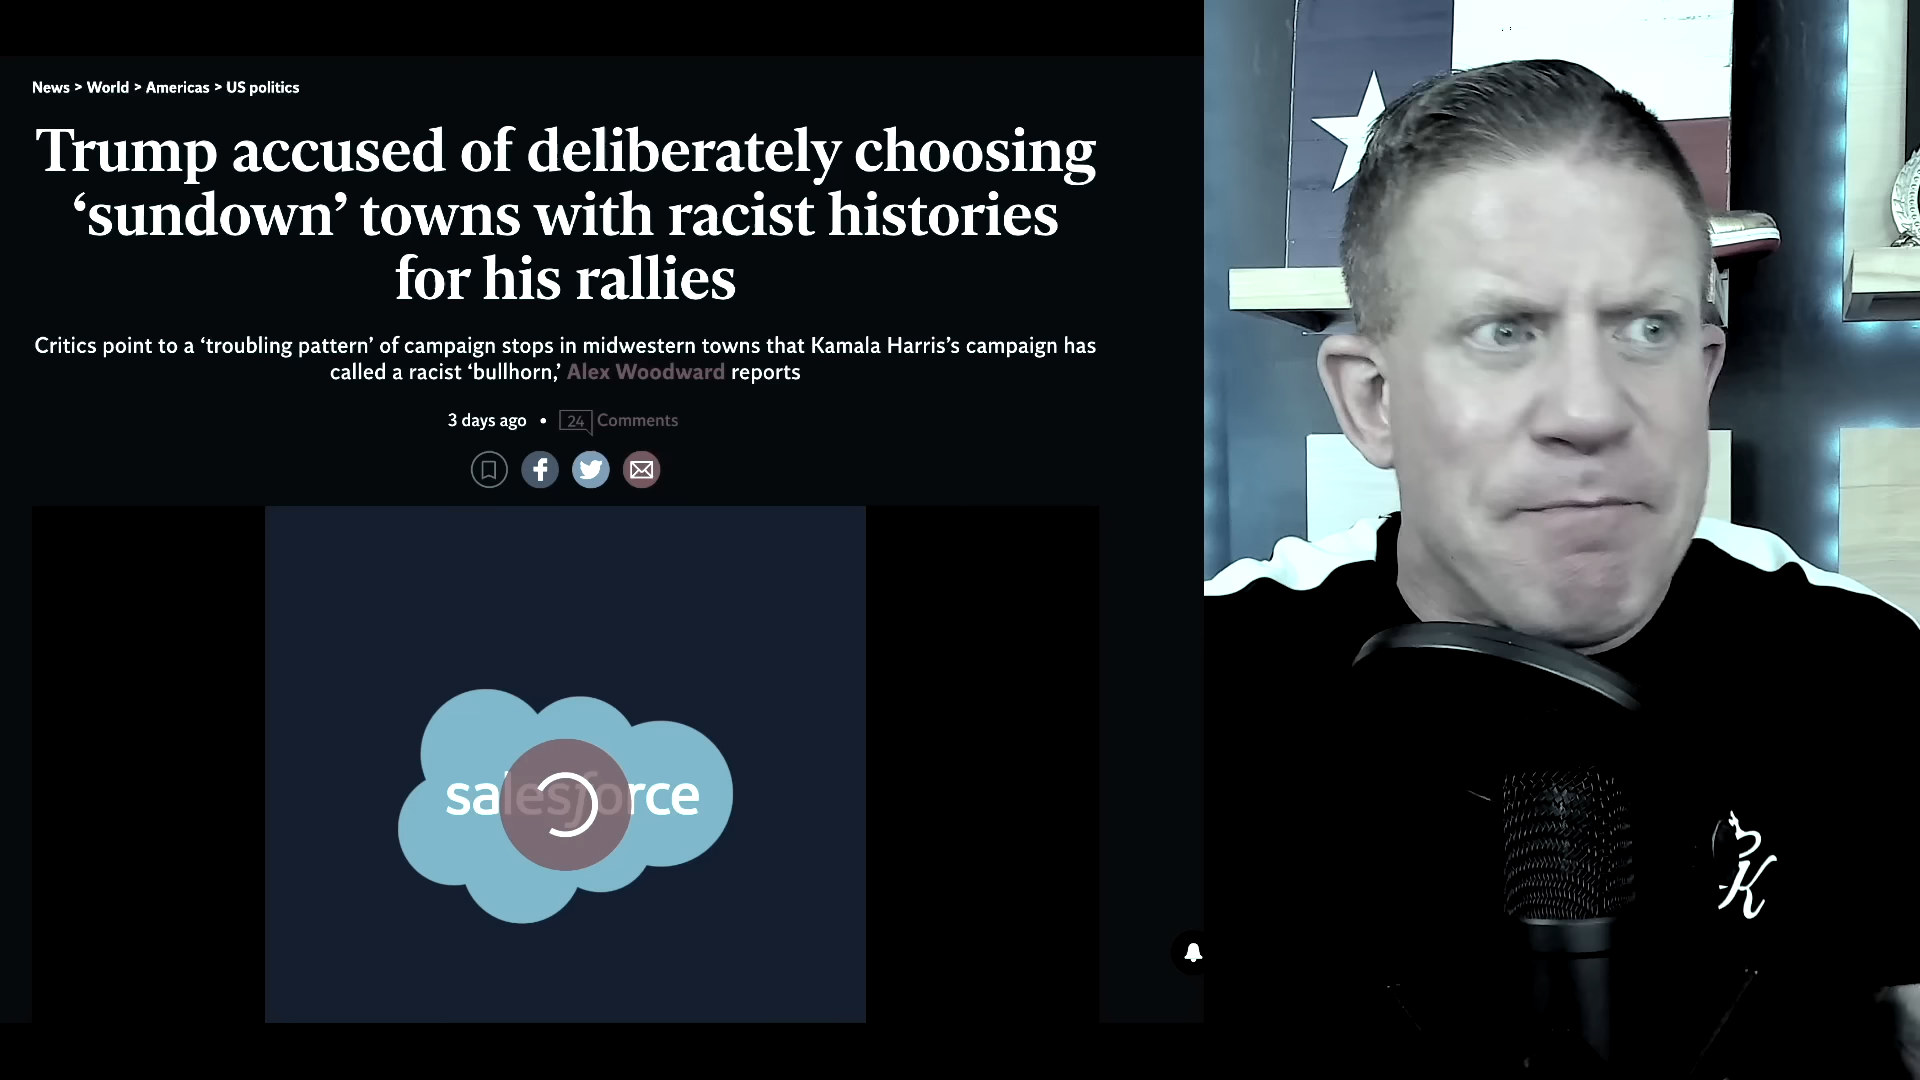 News > World > Americas > US politics
Trump accused of deliberately choosing
‘sundown’ towns with racist histories
for his rallies
Critics point to a ‘troubling pattern’ of campaign stops in midwestern towns that Kamala Harris’s campaign has
called a racist ‘bullhorn,’ Alex Woodward reports
3 days ago • 24 Comments
salesforce
K